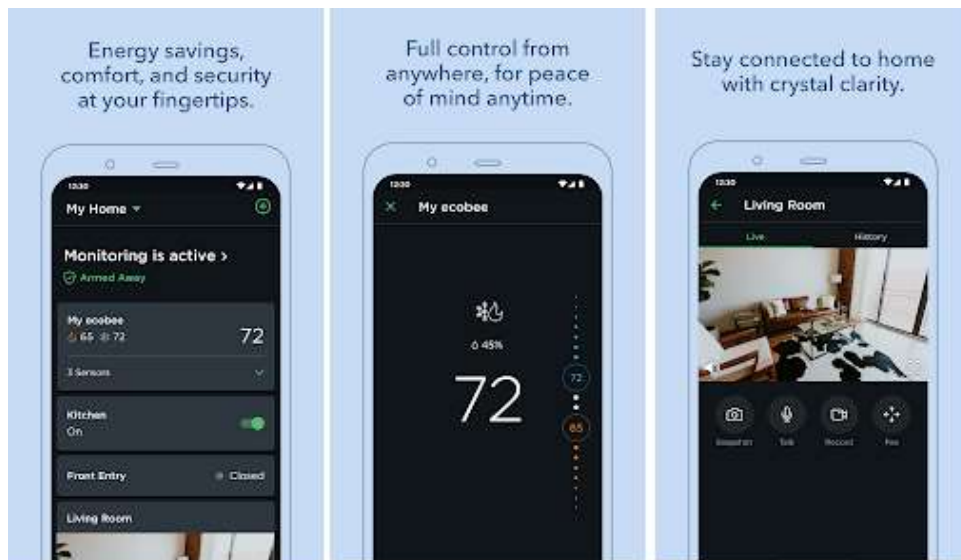 Energy savings,
comfort, and security
at your fingertips.
12:30
My Home
Monitoring is active >
Armed Away
My ecobee
65 72
72
3 Sensors
Kitchen
On
Front Entry
Closed
Living Room
Full control from
anywhere, for peace
of mind anytime.
12:30
My ecobee
45%
72
72
65
Stay connected to home
with crystal clarity.
12:30
Living Room
Live
History
Snapshot
Talk
Record
Pan